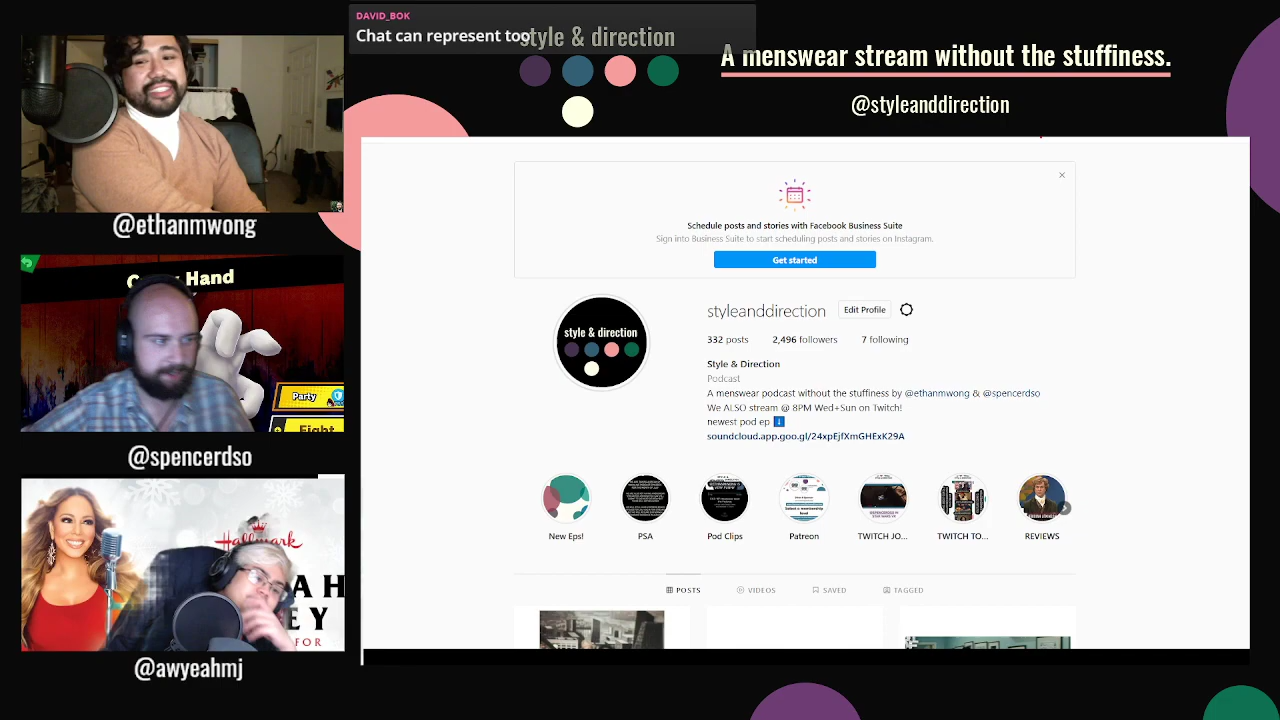 DAVID_BOK
Chat can represent too
style & direction
A menswear stream without the stuffiness.
@styleanddirection
@ethanmwong
Hand
Party
Fight
@spencerdso
Hallmark
AH
EY
FOR
@awyeahmj
Schedule posts and stories with Facebook Business Suite
Sign into Business Suite to start scheduling posts and stories on Instagram.
Get started
style & direction
styleanddirection
Edit Profile
332 posts 2,496 followers 7 following
Style & Direction
Podcast
A menswear podcast without the stuffiness by @ethanmwong & @spencerdso
We ALSO stream @ 8PM Wed+Sun on Twitch!
newest pod ep
soundcloud.app.goo.gl/24xpEjfXmGHExK29A
New Eps! PSA Pod Clips Patreon TWITCH JO... TWITCH TO... REVIEWS
POSTS VIDEOS SAVED TAGGED